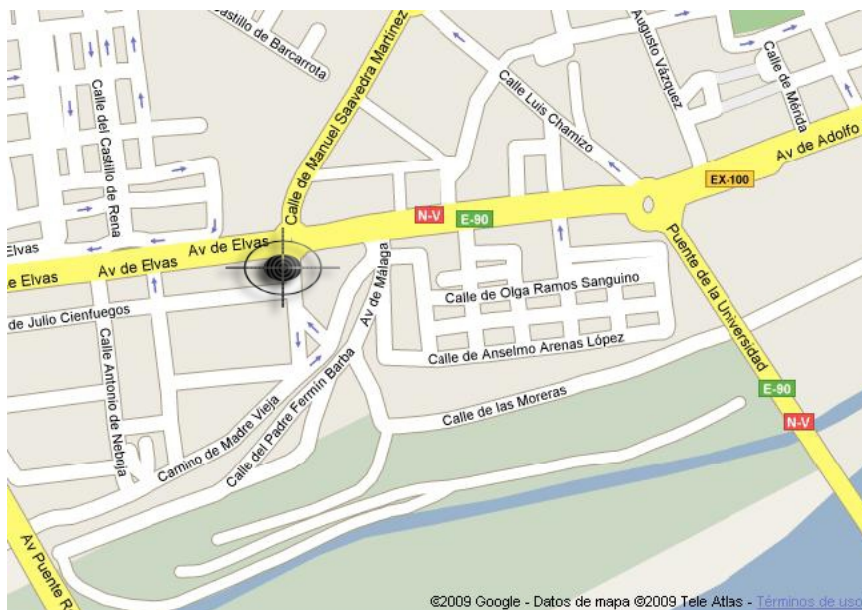 Castillo de Barcarrota
Calle de Manuel Saavedra Martinez
Calle Luis Chamizo
Augusto Vázquez
Calle de Mérida
Calle del Castillo de Rena
Av de Adolfo
EX-100
N-V
E-90
Elvas
Av de Elvas
Av de Elvas
de Elvas
Puente de la Universidad
Av de Málaga
Calle de Olga Ramos Sanguino
de Julio Cienfuegos
Calle Antonio de Nebrija
Calle de Anselmo Arenas López
Calle del Padre Fermín Barba
Camino de Madre Vieja
Calle de las Moreras
E-90
N-V
Av Puente R
©2009 Google - Datos de mapa ©2009 Tele Atlas - Términos de uso